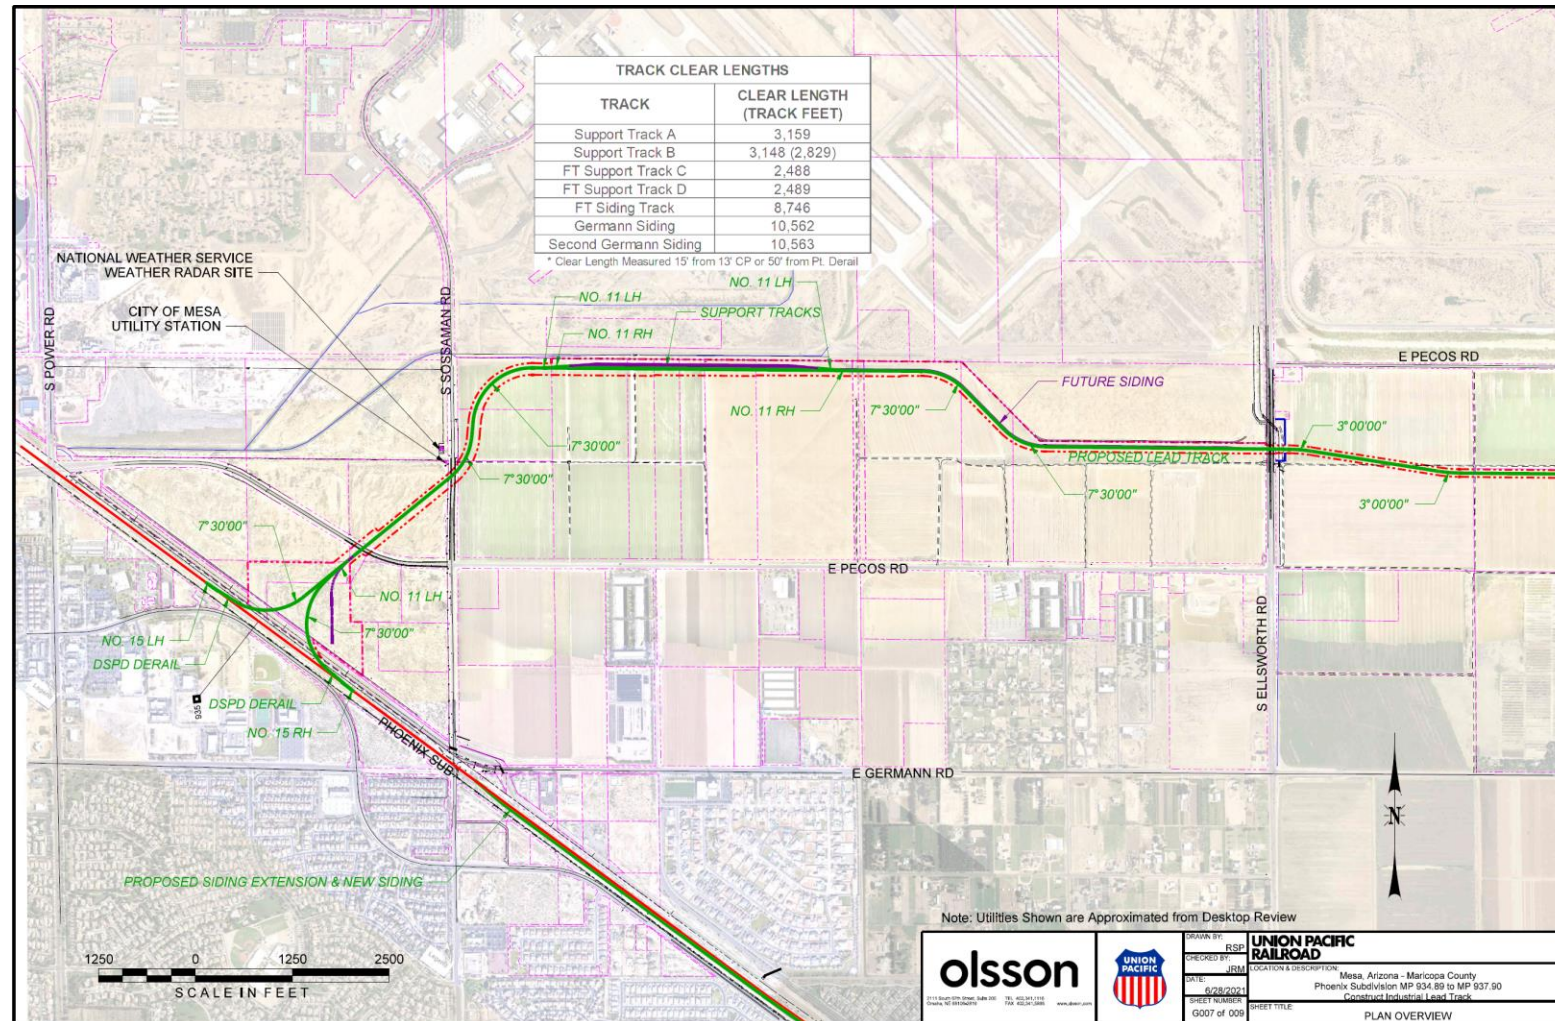 TRACK CLEAR LENGTHS
TRACK CLEAR LENGTH (TRACK FEET)
Support Track A 3,159
Support Track B 3,148 (2,829)
FT Support Track C 2,488
FT Support Track D 2,489
FT Siding Track 8,746
Germann Siding 10,562
Second Germann Siding 10,563
* Clear Length Measured 15' from 13' CP or 50' from Pt. Derail
NATIONAL WEATHER SERVICE
WEATHER RADAR SITE
CITY OF MESA
UTILITY STATION
S POWER RD
S SOSSAMAN RD
NO. 11 LH
NO. 11 LH
SUPPORT TRACKS
NO. 11 RH
E PECOS RD
FUTURE SIDING
NO. 11 RH
7°30'00"
7°30'00"
3°00'00"
PROPOSED LEAD TRACK
7°30'00"
7°30'00"
3°00'00"
7°30'00"
E PECOS RD
NO. 11 LH
7°30'00"
NO. 15 LH
DSPD DERAIL
S ELLSWORTH RD
DSPD DERAIL
935
NO. 15 RH
PHOENIX SUB
E GERMANN RD
N
PROPOSED SIDING EXTENSION & NEW SIDING
Note: Utilities Shown are Approximated from Desktop Review
1250 0 1250 2500
SCALE IN FEET
olsson
TEL
FAX
www.olsson.com
UNION
PACIFIC
DRAWN BY:
RSP
CHECKED BY:
JRM
DATE:
6/28/2021
SHEET NUMBER
G007 of 009
UNION PACIFIC
RAILROAD
LOCATION & DESCRIPTION:
Mesa, Arizona - Maricopa County
Phoenix Subdivision MP 934.89 to MP 937.90
Construct Industrial Lead Track
SHEET TITLE:
PLAN OVERVIEW